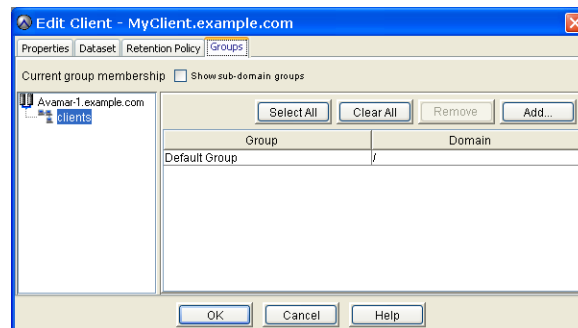 Edit Client - MyClient.example.com
Properties Dataset Retention Policy Groups
Current group membership Show sub-domain groups
Avamar-1.example.com
clients
Select All Clear All Remove Add...
Group Domain
Default Group /
OK Cancel Help